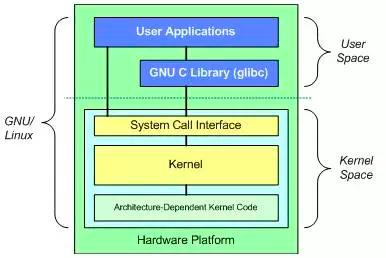 User Applications
GNU C Library (glibc)
User
Space
GNU/
Linux
System Call Interface
Kernel
Architecture-Dependent Kernel Code
Kernel
Space
Hardware Platform